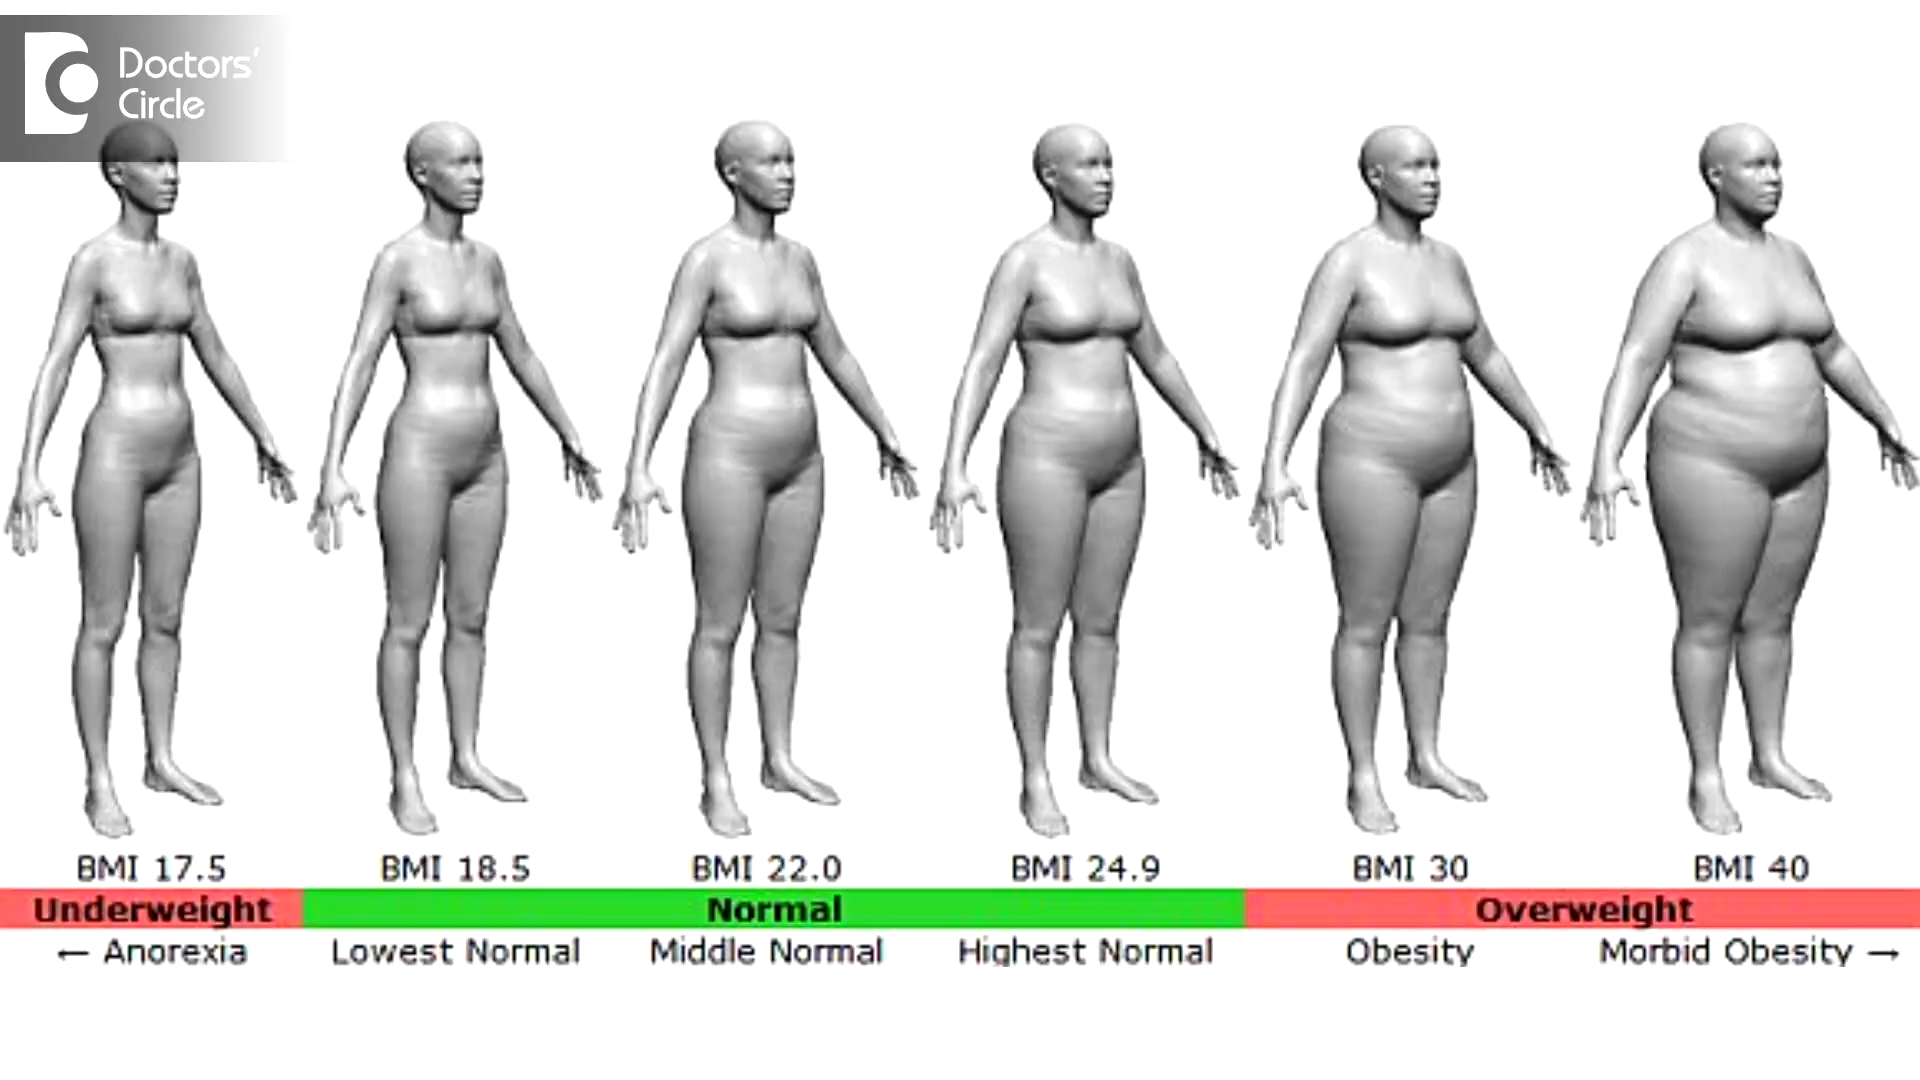 Doctors'
Circle
BMI 17.5 BMI 18.5 BMI 22.0 BMI 24.9 BMI 30 BMI 40
Underweight Normal Overweight
← Anorexia Lowest Normal Middle Normal Highest Normal Obesity Morbid Obesity →